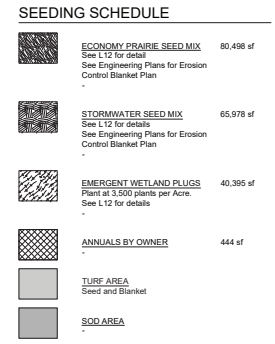 SEEDING SCHEDULE
ECONOMY PRAIRIE SEED MIX 80,498 sf
See L12 for detail
See Engineering Plans for Erosion
Control Blanket Plan
-
STORMWATER SEED MIX 65,978 sf
See L12 for details
See Engineering Plans for Erosion
Control Blanket Plan
-
EMERGENT WETLAND PLUGS 40,395 sf
Plant at 3,500 plants per Acre.
See L12 for details
-
ANNUALS BY OWNER 444 sf
-
TURF AREA
Seed and Blanket
SOD AREA
-